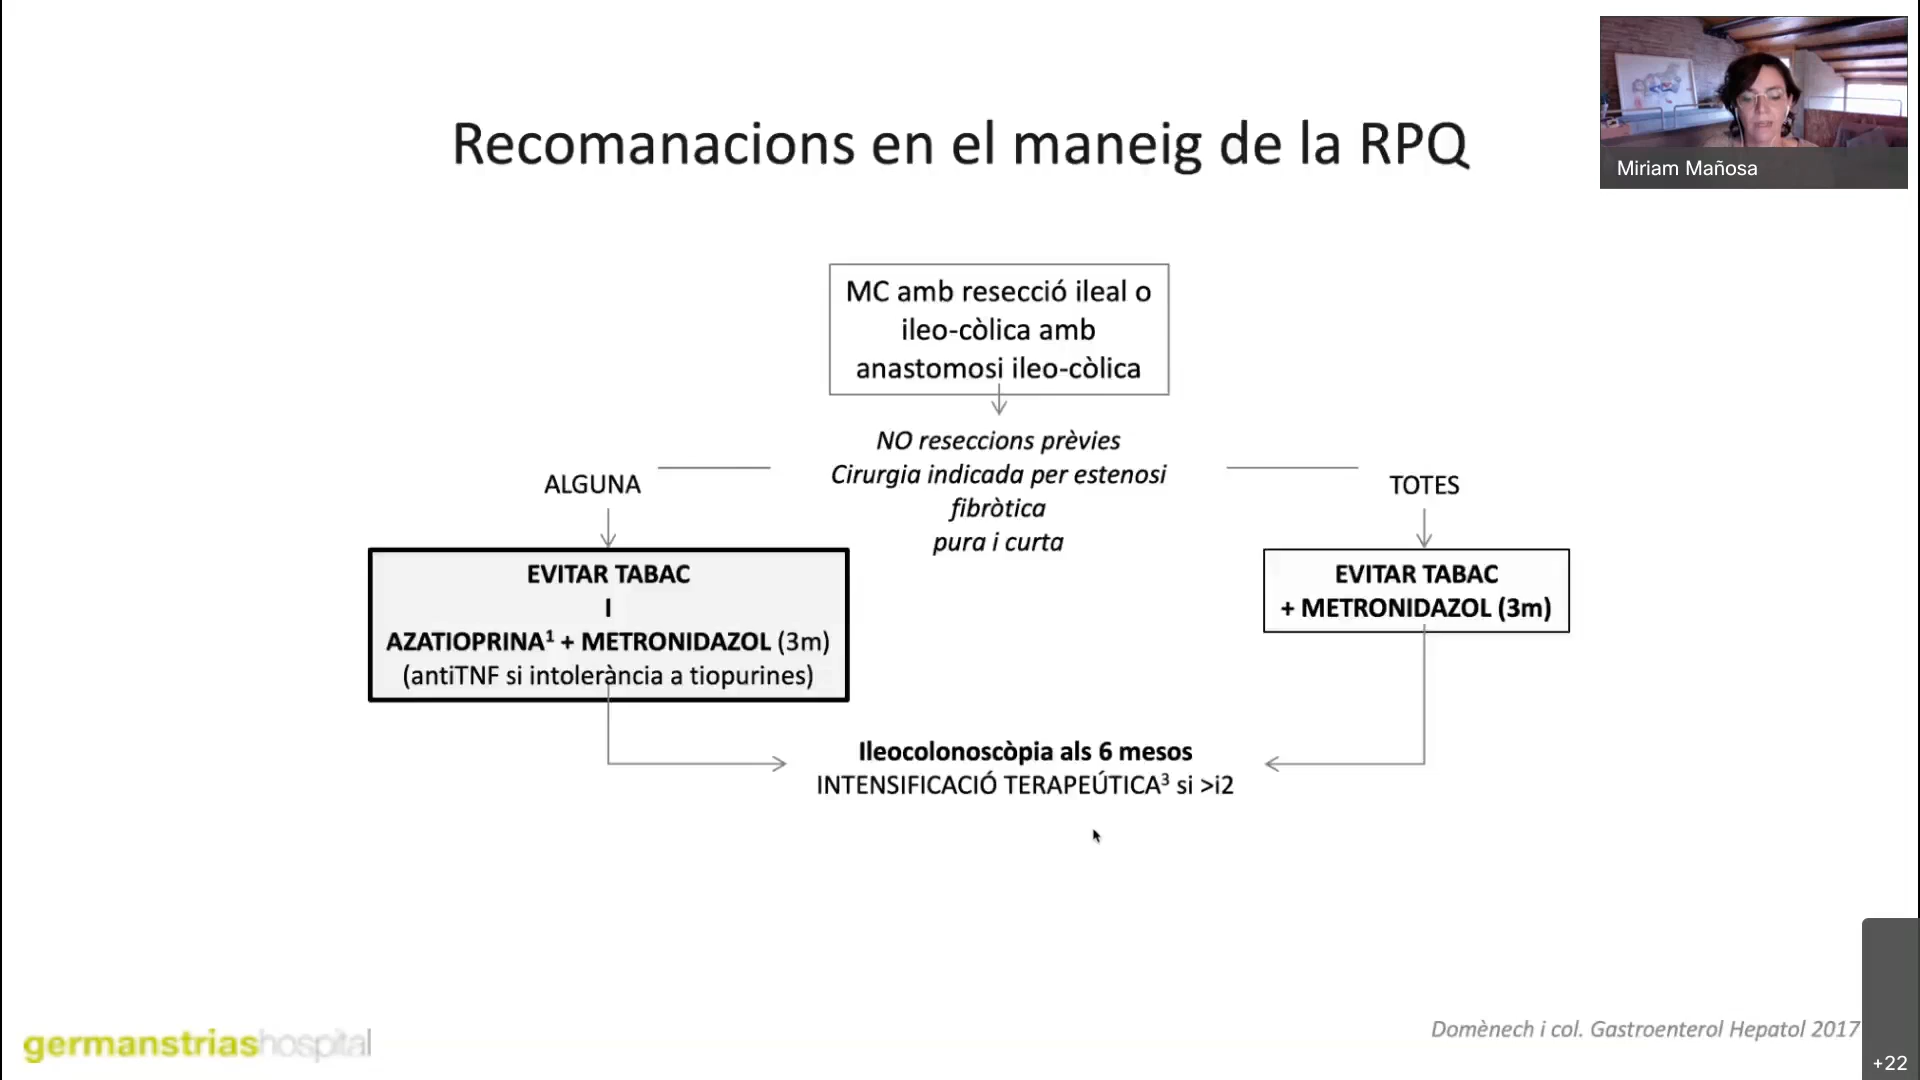 Recomanacions en el maneig de la RPQ
Miriam Mañosa
MC amb resecció ileal o
ileo-còlica amb
anastomosi ileo-còlica
NO reseccions prèvies
Cirurgia indicada per estenosi
fibròtica
pura i curta
ALGUNA
TOTES
EVITAR TABAC
I
AZATIOPRINA¹ + METRONIDAZOL (3m)
(antiTNF si intolerància a tiopurines)
EVITAR TABAC
+ METRONIDAZOL (3m)
Ileocolonoscòpia als 6 mesos
INTENSIFICACIÓ TERAPEÚTICA³ si >i2
germanstriashospital
Domènech i col. Gastroenterol Hepatol 2017
+22